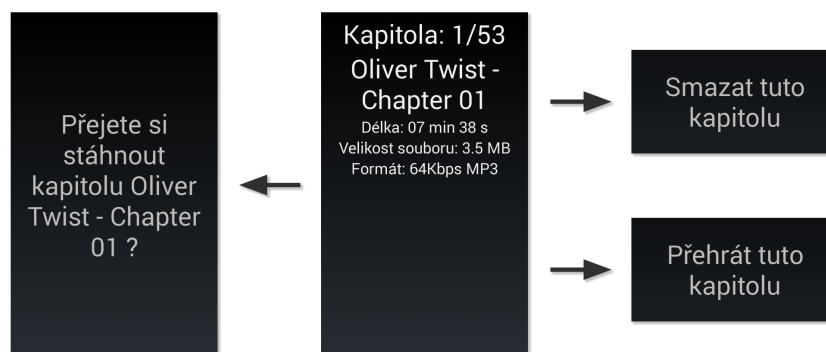 Přejete si
stáhnout
kapitolu Oliver
Twist - Chapter
01 ?
Kapitola: 1/53
Oliver Twist -
Chapter 01
Délka: 07 min 38 s
Velikost souboru: 3.5 MB
Formát: 64Kbps MP3
Smazat tuto
kapitolu
Přehrát tuto
kapitolu